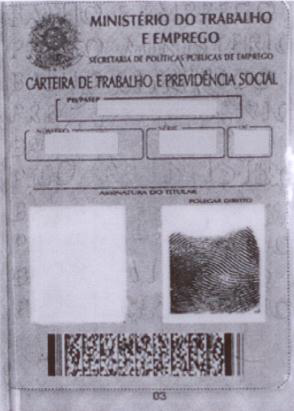 MINISTÉRIO DO TRABALHO
E EMPREGO
SECRETARIA DE POLÍTICAS PÚBLICAS DE EMPREGO
CARTEIRA DE TRABALHO E PREVIDÊNCIA SOCIAL
PIS/PASEP
NÚMERO SÉRIE UF
ASSINATURA DO TITULAR
POLEGAR DIREITO
03